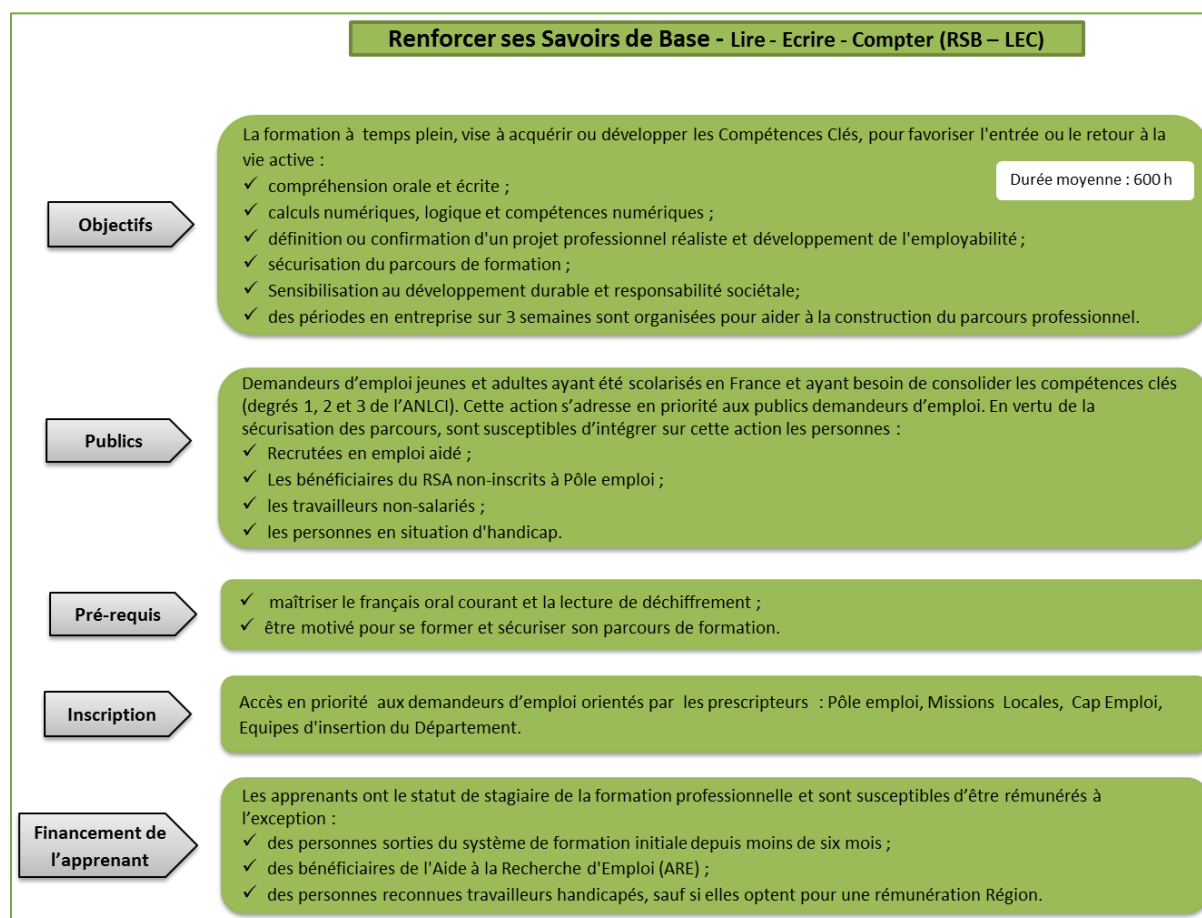 Renforcer ses Savoirs de Base - Lire - Ecrire - Compter (RSB – LEC)
Objectifs
La formation à temps plein, vise à acquérir ou développer les Compétences Clés, pour favoriser l'entrée ou le retour à la
vie active :
Durée moyenne : 600 h
✓ compréhension orale et écrite ;
✓ calculs numériques, logique et compétences numériques ;
✓ définition ou confirmation d'un projet professionnel réaliste et développement de l'employabilité ;
✓ sécurisation du parcours de formation ;
✓ Sensibilisation au développement durable et responsabilité sociétale;
✓ des périodes en entreprise sur 3 semaines sont organisées pour aider à la construction du parcours professionnel.
Publics
Demandeurs d’emploi jeunes et adultes ayant été scolarisés en France et ayant besoin de consolider les compétences clés
(degrés 1, 2 et 3 de l’ANLCI). Cette action s’adresse en priorité aux publics demandeurs d’emploi. En vertu de la
sécurisation des parcours, sont susceptibles d’intégrer sur cette action les personnes :
✓ Recrutées en emploi aidé ;
✓ Les bénéficiaires du RSA non-inscrits à Pôle emploi ;
✓ les travailleurs non-salariés ;
✓ les personnes en situation d'handicap.
Pré-requis
✓ maîtriser le français oral courant et la lecture de déchiffrement ;
✓ être motivé pour se former et sécuriser son parcours de formation.
Inscription
Accès en priorité aux demandeurs d’emploi orientés par les prescripteurs : Pôle emploi, Missions Locales, Cap Emploi,
Equipes d'insertion du Département.
Financement de
l’apprenant
Les apprenants ont le statut de stagiaire de la formation professionnelle et sont susceptibles d’être rémunérés à
l’exception :
✓ des personnes sorties du système de formation initiale depuis moins de six mois ;
✓ des bénéficiaires de l'Aide à la Recherche d'Emploi (ARE) ;
✓ des personnes reconnues travailleurs handicapés, sauf si elles optent pour une rémunération Région.